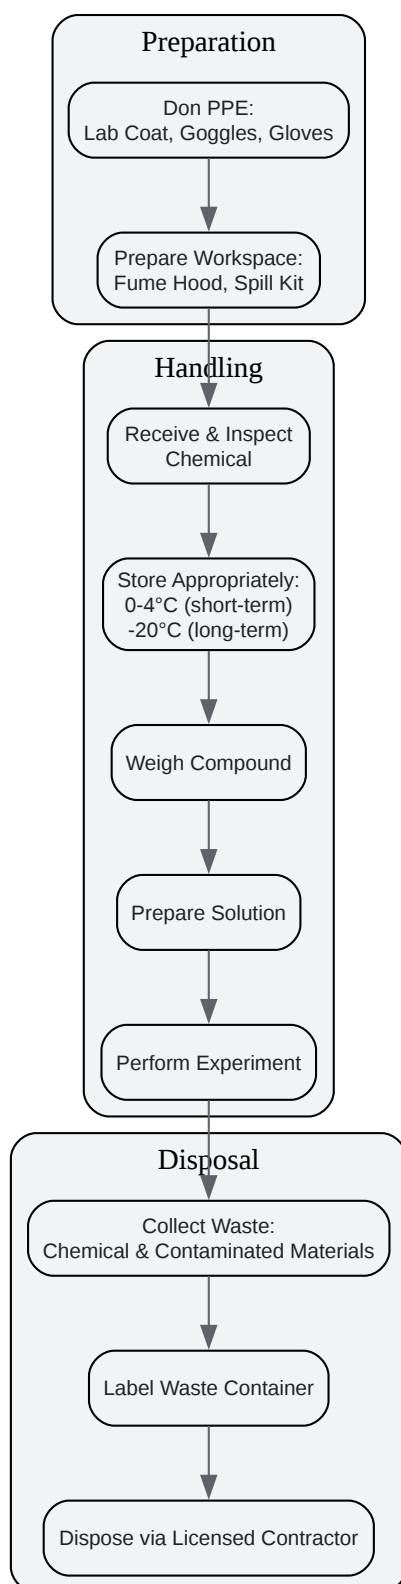 Preparation
Don PPE:
Lab Coat, Goggles, Gloves
Prepare Workspace:
Fume Hood, Spill Kit
Handling
Receive & Inspect
Chemical
Store Appropriately:
0-4°C (short-term)
-20°C (long-term)
Weigh Compound
Prepare Solution
Perform Experiment
Disposal
Collect Waste:
Chemical & Contaminated Materials
Label Waste Container
Dispose via Licensed Contractor